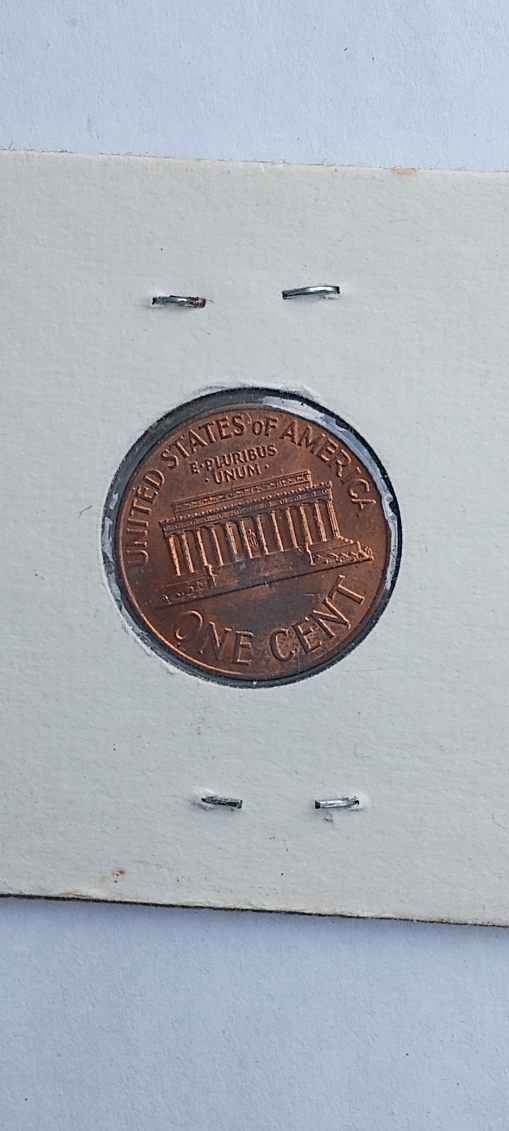 UNITED STATES OF AMERICA
E·PLURIBUS
·UNUM·
ONE CENT